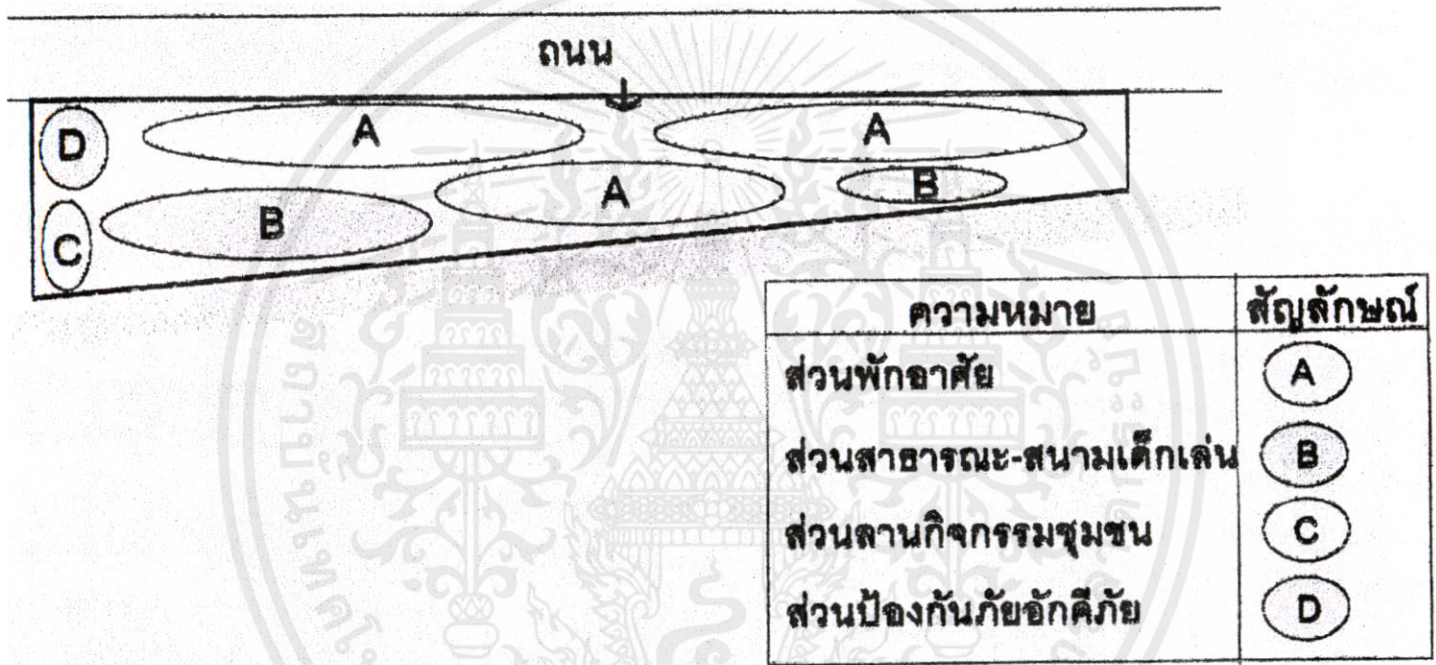 ถนน
D A A
B A B
C
ความหมาย สัญลักษณ์
ส่วนพักอาศัย A
ส่วนสาธารณะ-สนามเด็กเล่น B
ส่วนลานกิจกรรมชุมชน C
ส่วนป้องกันภัยอักคีภัย D